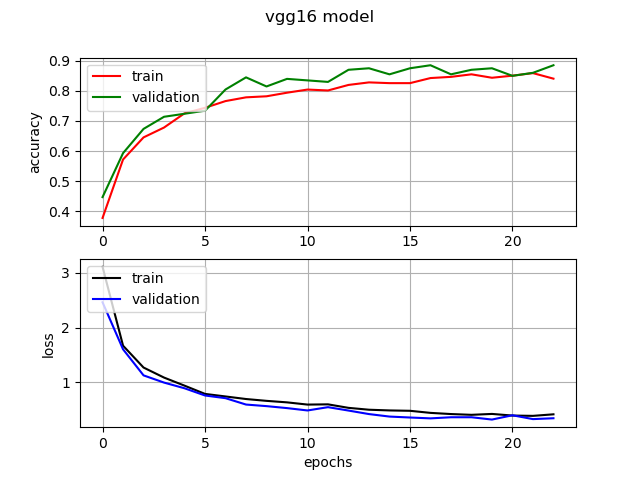 vgg16 model
0.9
0.8
0.7
0.6
0.5
0.4
accuracy
train
validation
0 5 10 15 20
3
2
1
loss
train
validation
0 5 10 15 20
epochs